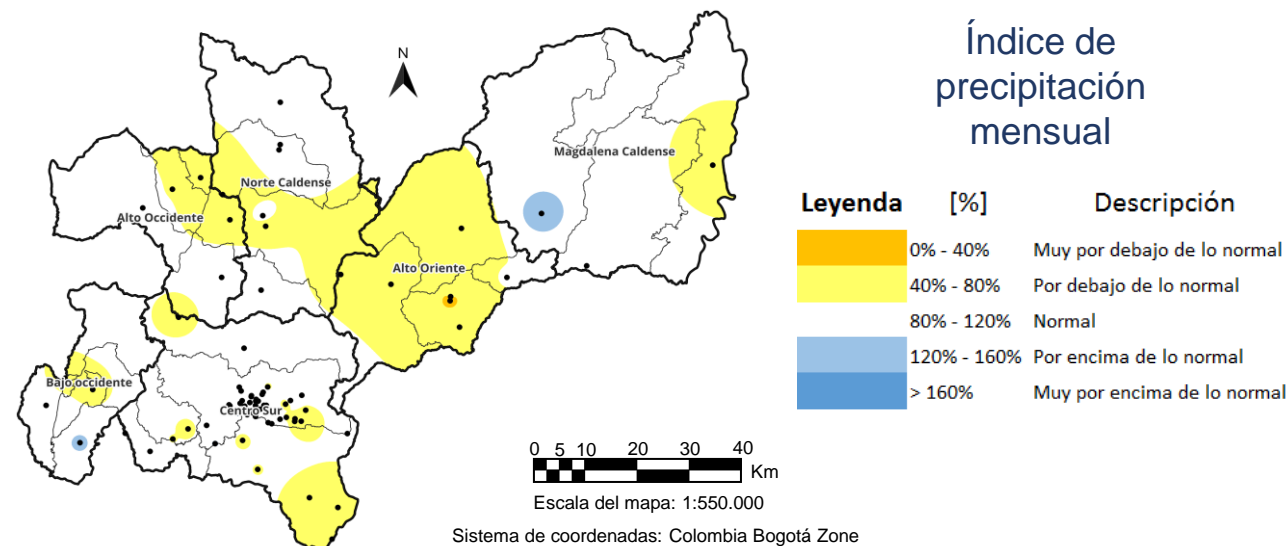 Índice de
precipitación
mensual
N
Magdalena Caldense
Norte Caldense
Alto Occidente
Alto Oriente
Bajo occidente
Centro Sur
Leyenda [%] Descripción
0% - 40% Muy por debajo de lo normal
40% - 80% Por debajo de lo normal
80% - 120% Normal
120% - 160% Por encima de lo normal
> 160% Muy por encima de lo normal
0 5 10 20 30 40
Km
Escala del mapa: 1:550.000
Sistema de coordenadas: Colombia Bogotá Zone